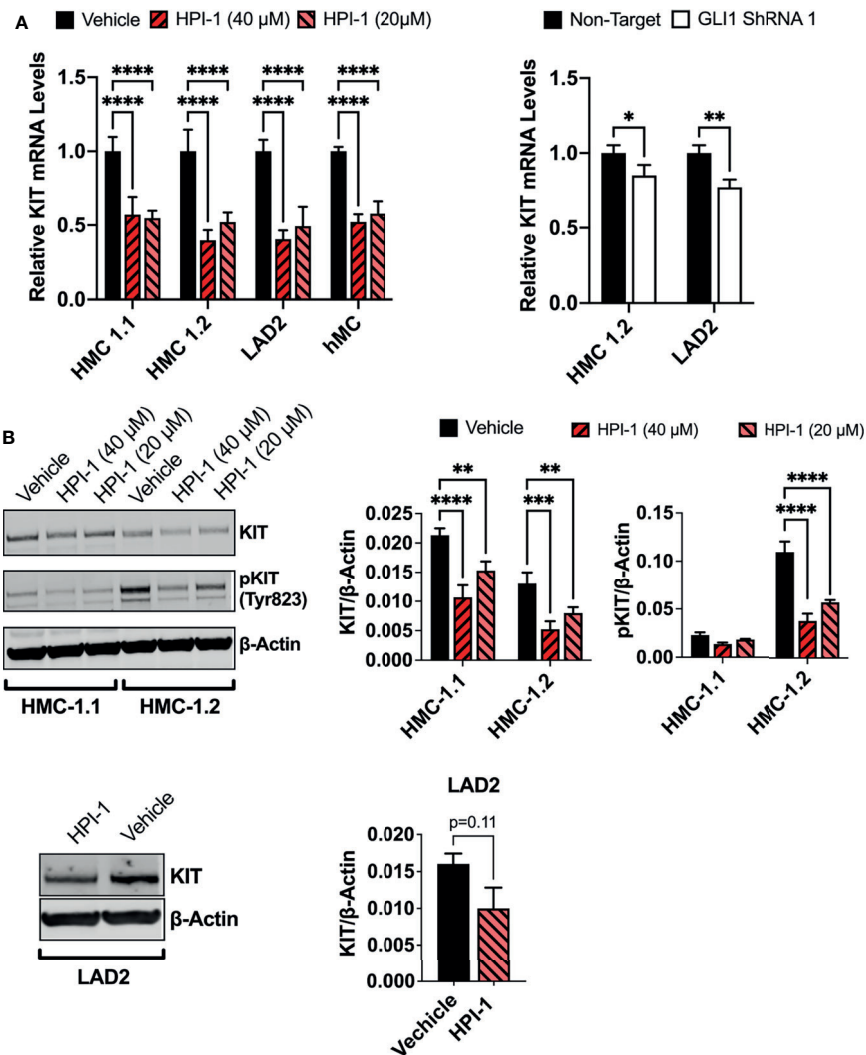 A
Vehicle HPI-1 (40 µM) HPI-1 (20µM)
Relative KIT mRNA Levels
1.5
1.0
0.5
0.0
**** **** **** ****
**** **** **** ****
HMC 1.1 HMC 1.2 LAD2 hMC
Non-Target GLI1 ShRNA 1
Relative KIT mRNA Levels
1.5
1.0
0.5
0.0
* **
HMC 1.2 LAD2
B
Vehicle HPI-1 (40 µM) HPI-1 (20 µM) Vehicle HPI-1 (40 µM) HPI-1 (20 µM)
KIT
pKIT
(Tyr823)
β-Actin
HMC-1.1 HMC-1.2
Vehicle HPI-1 (40 µM) HPI-1 (20 µM)
KIT/β-Actin
0.025
0.020
0.015
0.010
0.005
0.000
** **
**** ***
HMC-1.1 HMC-1.2
pKIT/β-Actin
0.15
0.10
0.05
0.00
****
****
HMC-1.1 HMC-1.2
HPI-1 Vehicle
KIT
β-Actin
LAD2
LAD2
KIT/β-Actin
0.020
0.015
0.010
0.005
0.000
p=0.11
Vechicle HPI-1